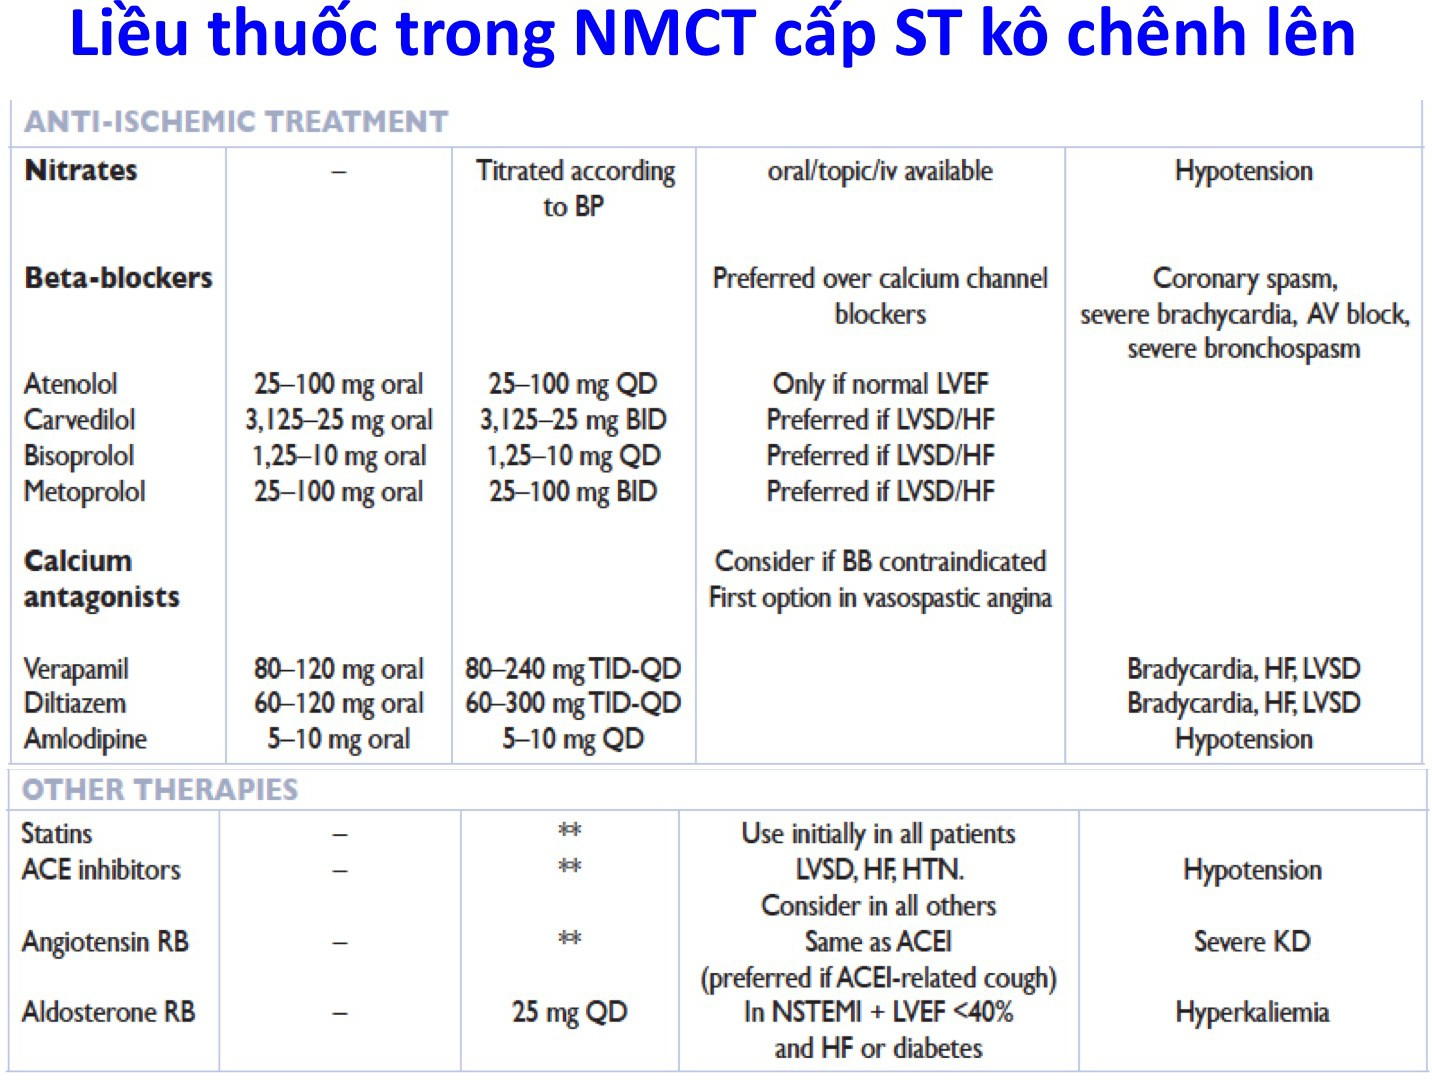 Liều thuốc trong NMCT cấp ST kô chênh lên
ANTI-ISCHEMIC TREATMENT
Nitrates – Titrated according oral/topic/iv available Hypotension
to BP
Beta-blockers Preferred over calcium channel Coronary spasm,
blockers severe brachycardia, AV block,
severe bronchospasm
Atenolol 25–100 mg oral 25–100 mg QD Only if normal LVEF
Carvedilol 3,125–25 mg oral 3,125–25 mg BID Preferred if LVSD/HF
Bisoprolol 1,25–10 mg oral 1,25–10 mg QD Preferred if LVSD/HF
Metoprolol 25–100 mg oral 25–100 mg BID Preferred if LVSD/HF
Calcium Consider if BB contraindicated
antagonists First option in vasospastic angina
Verapamil 80–120 mg oral 80–240 mg TID-QD Bradycardia, HF, LVSD
Diltiazem 60–120 mg oral 60–300 mg TID-QD Bradycardia, HF, LVSD
Amlodipine 5–10 mg oral 5–10 mg QD Hypotension
OTHER THERAPIES
Statins – ** Use initially in all patients
ACE inhibitors – ** LVSD, HF, HTN. Hypotension
Consider in all others
Angiotensin RB – ** Same as ACEI Severe KD
(preferred if ACEI-related cough)
Aldosterone RB – 25 mg QD In NSTEMI + LVEF <40% Hyperkaliemia
and HF or diabetes